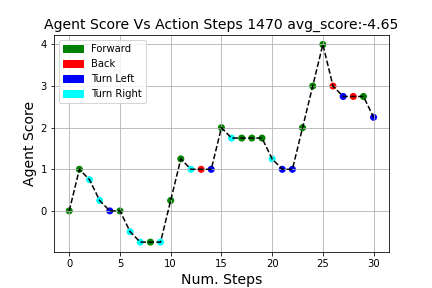 Agent Score Vs Action Steps 1470 avg_score:-4.65
Forward
Back
Turn Left
Turn Right
Agent Score
4
3
2
1
0
0 5 10 15 20 25 30
Num. Steps